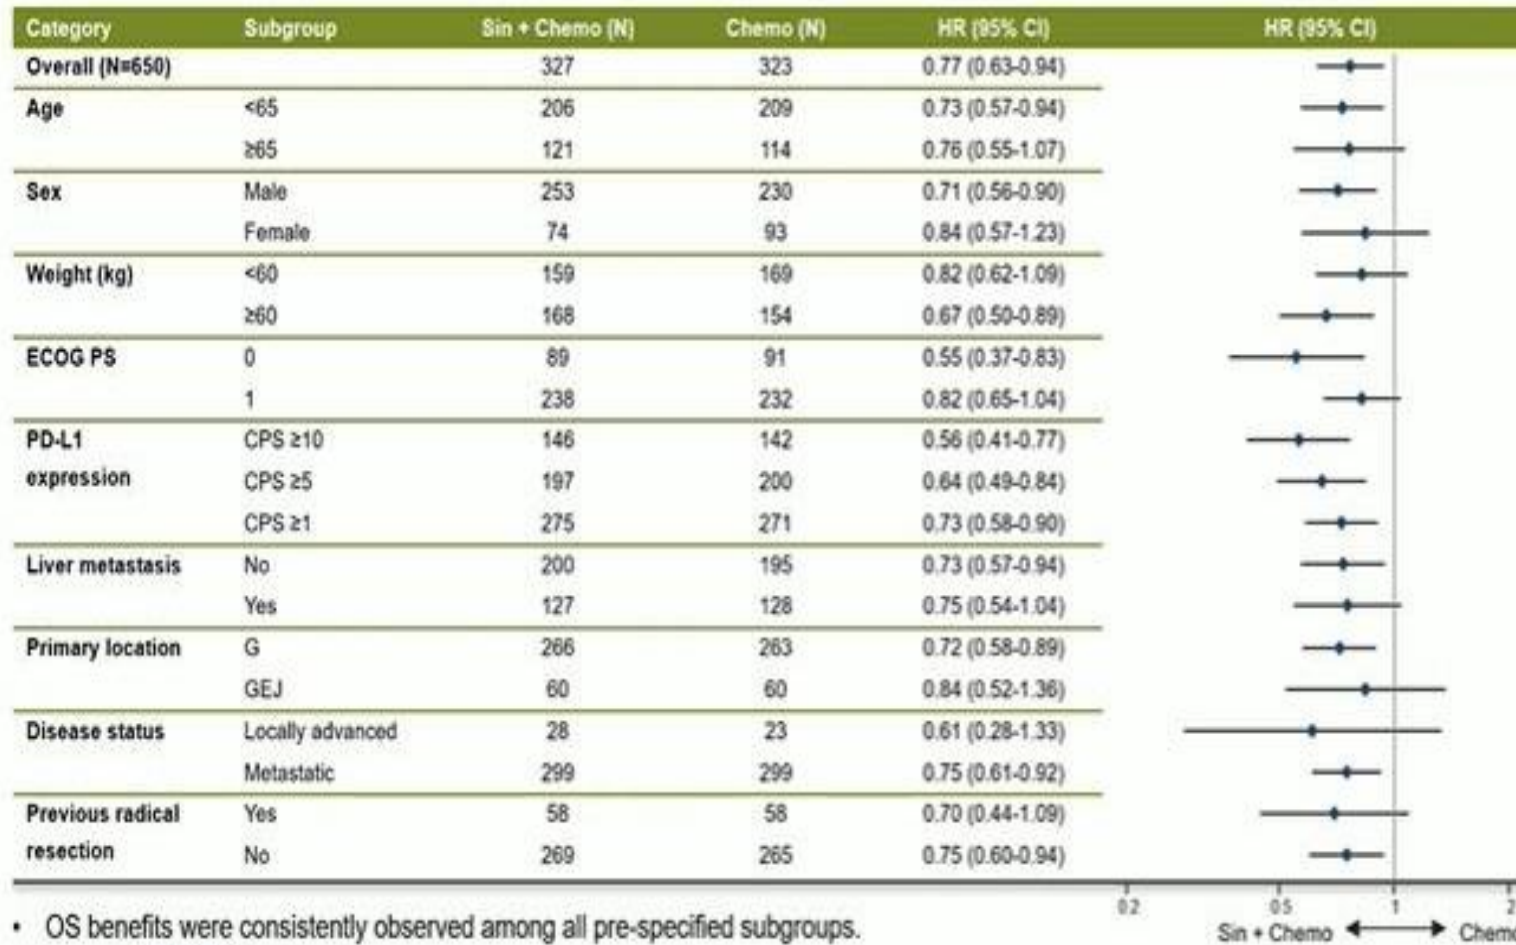 Category Subgroup Sin + Chemo (N) Chemo (N) HR (95% CI) HR (95% CI)
Overall (N=650) 327 323 0.77 (0.63-0.94)
Age <65 206 209 0.73 (0.57-0.94)
≥65 121 114 0.76 (0.55-1.07)
Sex Male 253 230 0.71 (0.56-0.90)
Female 74 93 0.84 (0.57-1.23)
Weight (kg) <60 159 169 0.82 (0.62-1.09)
≥60 168 154 0.67 (0.50-0.89)
ECOG PS 0 89 91 0.55 (0.37-0.83)
1 238 232 0.82 (0.65-1.04)
PD-L1 CPS ≥10 146 142 0.56 (0.41-0.77)
expression CPS ≥5 197 200 0.64 (0.49-0.84)
CPS ≥1 275 271 0.73 (0.58-0.90)
Liver metastasis No 200 195 0.73 (0.57-0.94)
Yes 127 128 0.75 (0.54-1.04)
Primary location G 266 263 0.72 (0.58-0.89)
GEJ 60 60 0.84 (0.52-1.36)
Disease status Locally advanced 28 23 0.61 (0.28-1.33)
Metastatic 299 299 0.75 (0.61-0.92)
Previous radical Yes 58 58 0.70 (0.44-1.09)
resection No 269 265 0.75 (0.60-0.94)
0.2 0.5 1 2
Sin + Chemo Chemo
• OS benefits were consistently observed among all pre-specified subgroups.